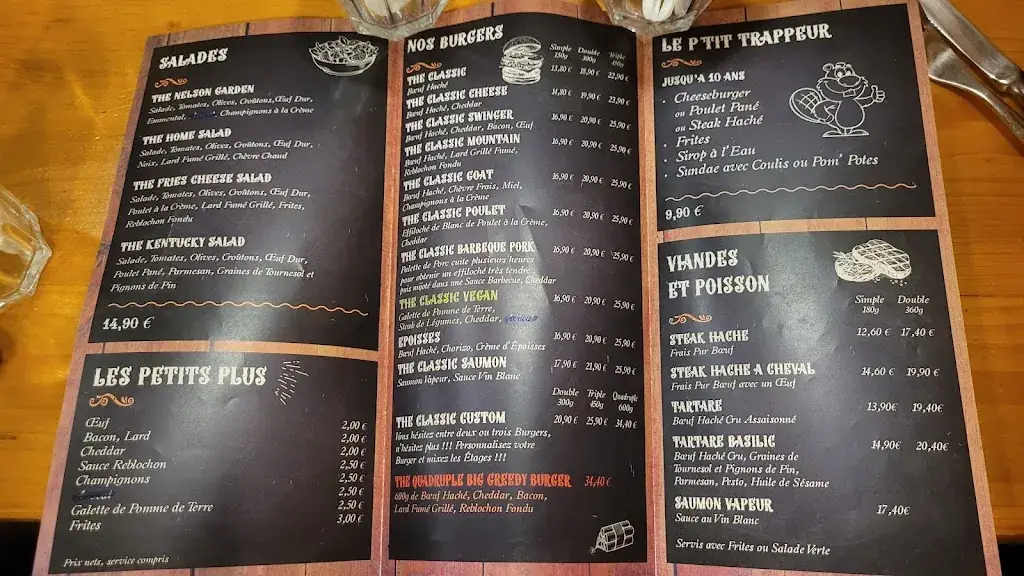 SALADES
THE NELSON GARDEN
Salade, Tomates, Olives, Croûtons, Œuf Dur,
Emmental, Champignons à la Crème
THE HOME SALAD
Salade, Tomates, Olives, Croûtons, Œuf Dur,
Noix, Lard Fumé Grillé, Chèvre Chaud
THE FRIES CHEESE SALAD
Salade, Tomates, Olives, Croûtons, Œuf Dur,
Poulet à la Crème, Lard Fumé Grillé, Frites,
Reblochon Fondu
THE KENTUCKY SALAD
Salade, Tomates, Olives, Croûtons, Œuf Dur,
Poulet Pané, Parmesan, Graines de Tournesol et
Pignons de Pin
14,90 €
LES PETITS PLUS
Œuf 2,00 €
Bacon, Lard 2,00 €
Cheddar 2,00 €
Sauce Reblochon 2,50 €
Champignons 2,50 €
2,50 €
Galette de Pomme de Terre 2,50 €
Frites 3,00 €
Prix nets, service compris
NOS BURGERS
Simple Double Triple
150g 300g 450g
THE CLASSIC 13,80 € 18,90 € 22,90 €
Bœuf Haché
THE CLASSIC CHEESE 14,80 € 19,90 € 23,90 €
Bœuf Haché, Cheddar
THE CLASSIC SWINGER 16,90 € 20,90 € 25,90 €
Bœuf Haché, Cheddar, Bacon, Œuf
THE CLASSIC MOUNTAIN 16,90 € 20,90 € 25,90 €
Bœuf Haché, Lard Grillé Fumé,
Reblochon Fondu
THE CLASSIC GOAT 16,90 € 20,90 € 25,90 €
Bœuf Haché, Chèvre Frais, Miel,
Champignons à la Crème
THE CLASSIC POULET 16,90 € 20,90 € 25,90 €
Effiloché de Blanc de Poulet à la Crème,
Cheddar
THE CLASSIC BARBEQUE PORK 16,90 € 20,90 € 25,90 €
Palette de Porc cuite plusieurs heures
pour obtenir un effiloché très tendre
puis mijoté dans une Sauce Barbecue, Cheddar
THE CLASSIC VEGAN 16,90 € 20,90 € 25,90 €
Galette de Pomme de Terre,
Steak de Légumes, Cheddar,
EPOISSES 16,90 € 20,90 € 25,90 €
Bœuf Haché, Chorizo, Crème d'Époisses
THE CLASSIC SAUMON 17,90 € 21,90 € 25,90 €
Saumon Vapeur, Sauce Vin Blanc
Double Triple Quadruple
300g 450g 600g
THE CLASSIC CUSTOM 20,90 € 25,90 € 34,40 €
Vous hésitez entre deux ou trois Burgers,
n'hésitez plus !!! Personnalisez votre
Burger et mixez les Étages !!!
THE QUADRUPLE BIG GREEDY BURGER 34,40 €
600g de Bœuf Haché, Cheddar, Bacon,
Lard Fumé Grillé, Reblochon Fondu
LE P'TIT TRAPPEUR
JUSQU'A 10 ANS
• Cheeseburger
ou Poulet Pané
ou Steak Haché
• Frites
• Sirop à l'Eau
• Sundae avec Coulis ou Pom' Potes
9,90 €
VIANDES
ET POISSON
Simple Double
180g 360g
STEAK HACHE 12,60 € 17,40 €
Frais Pur Bœuf
STEAK HACHE A CHEVAL 14,60 € 19,90 €
Frais Pur Bœuf avec un Œuf
TARTARE 13,90€ 19,40€
Bœuf Haché Cru Assaisonné
TARTARE BASILIC 14,90€ 20,40€
Bœuf Haché Cru, Graines de
Tournesol et Pignons de Pin,
Parmesan, Pesto, Huile de Sésame
SAUMON VAPEUR 17,40€
Sauce au Vin Blanc
Servis avec Frites ou Salade Verte